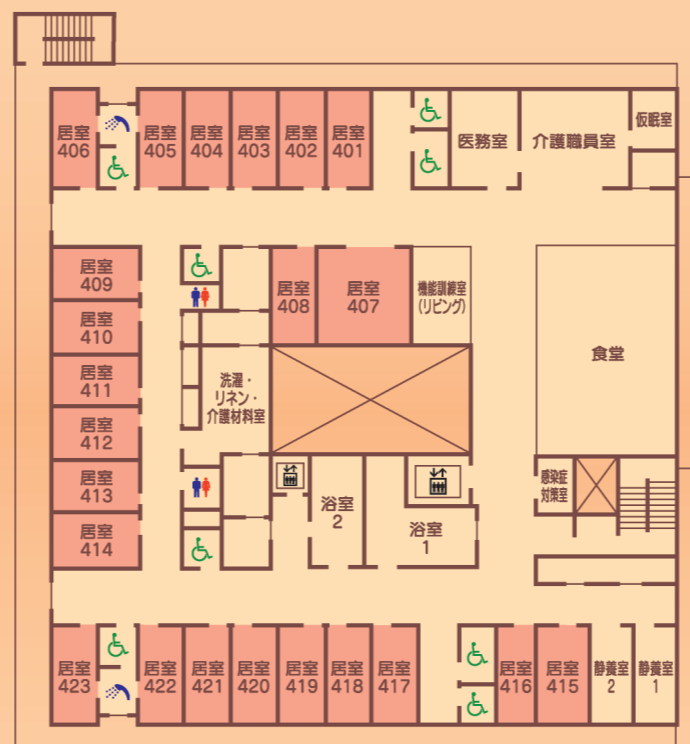 居室
406
居室
405
居室
404
居室
403
居室
402
居室
401
医務室
介護職員室
仮眠室
居室
409
居室
408
居室
407
機能訓練室
(リビング)
居室
410
食堂
居室
411
洗濯・
リネン・
介護材料室
居室
412
居室
413
感染症
対策室
浴室
2
浴室
1
居室
414
居室
423
居室
422
居室
421
居室
420
居室
419
居室
418
居室
417
居室
416
居室
415
静養室
2
静養室
1